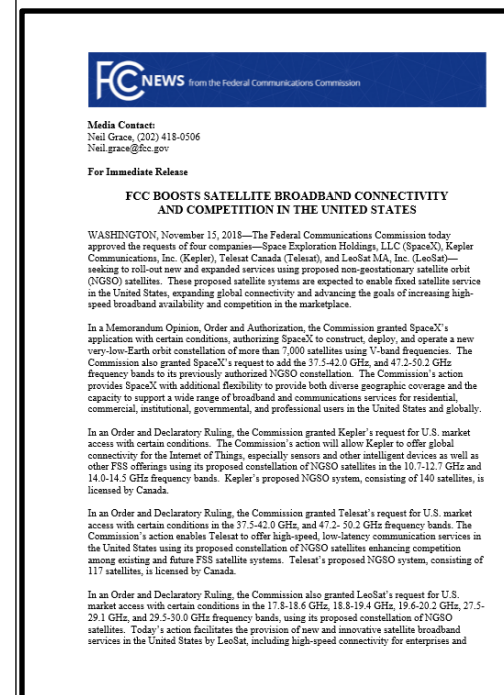 FCC NEWS from the Federal Communications Commission
Media Contact:
Neil Grace, (202) 418-0506
Neil.grace@fcc.gov
For Immediate Release
FCC BOOSTS SATELLITE BROADBAND CONNECTIVITY
AND COMPETITION IN THE UNITED STATES
WASHINGTON, November 15, 2018—The Federal Communications Commission today
approved the requests of four companies—Space Exploration Holdings, LLC (SpaceX), Kepler
Communications, Inc. (Kepler), Telesat Canada (Telesat), and LeoSat MA, Inc. (LeoSat)—
seeking to roll-out new and expanded services using proposed non-geostationary satellite orbit
(NGSO) satellites.  These proposed satellite systems are expected to enable fixed satellite service
in the United States, expanding global connectivity and advancing the goals of increasing high-
speed broadband availability and competition in the marketplace.
In a Memorandum Opinion, Order and Authorization, the Commission granted SpaceX's
application with certain conditions, authorizing SpaceX to construct, deploy, and operate a new
very-low-Earth orbit constellation of more than 7,000 satellites using V-band frequencies.  The
Commission also granted SpaceX's request to add the 37.5-42.0 GHz, and 47.2-50.2 GHz
frequency bands to its previously authorized NGSO constellation.  The Commission's action
provides SpaceX with additional flexibility to provide both diverse geographic coverage and the
capacity to support a wide range of broadband and communications services for residential,
commercial, institutional, governmental, and professional users in the United States and globally.
In an Order and Declaratory Ruling, the Commission granted Kepler's request for U.S. market
access with certain conditions.  The Commission's action will allow Kepler to offer global
connectivity for the Internet of Things, especially sensors and other intelligent devices as well as
other FSS offerings using its proposed constellation of NGSO satellites in the 10.7-12.7 GHz and
14.0-14.5 GHz frequency bands.  Kepler's proposed NGSO system, consisting of 140 satellites, is
licensed by Canada.
In an Order and Declaratory Ruling, the Commission granted Telesat's request for U.S. market
access with certain conditions in the 37.5-42.0 GHz, and 47.2- 50.2 GHz frequency bands. The
Commission's action enables Telesat to offer high-speed, low-latency communication services in
the United States using its proposed constellation of NGSO satellites enhancing competition
among existing and future FSS satellite systems.  Telesat's proposed NGSO system, consisting of
117 satellites, is licensed by Canada.
In an Order and Declaratory Ruling, the Commission also granted LeoSat's request for U.S.
market access with certain conditions in the 17.8-18.6 GHz, 18.8-19.4 GHz, 19.6-20.2 GHz, 27.5-
29.1 GHz, and 29.5-30.0 GHz frequency bands, using its proposed constellation of NGSO
satellites.  Today's action facilitates the provision of new and innovative satellite broadband
services in the United States by LeoSat, including high-speed connectivity for enterprises and